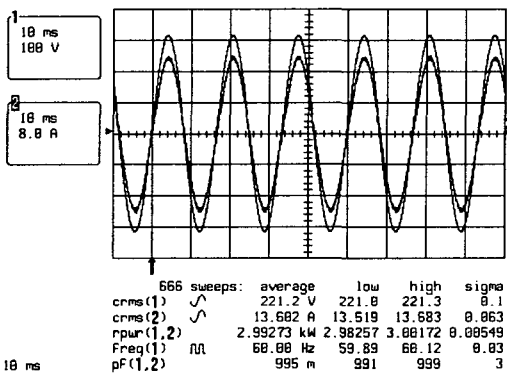 1
10 ms
100 V
2
10 ms
8.0 A
666 sweeps: average low high sigma
crms(1) 221.2 V 221.0 221.3 0.1
crms(2) 13.602 A 13.519 13.683 0.063
rpwr(1,2) 2.99273 kW 2.98257 3.00172 0.00549
Freq(1) 60.00 Hz 59.89 60.12 0.03
10 ms
pF(1,2) 995 m 991 999 3